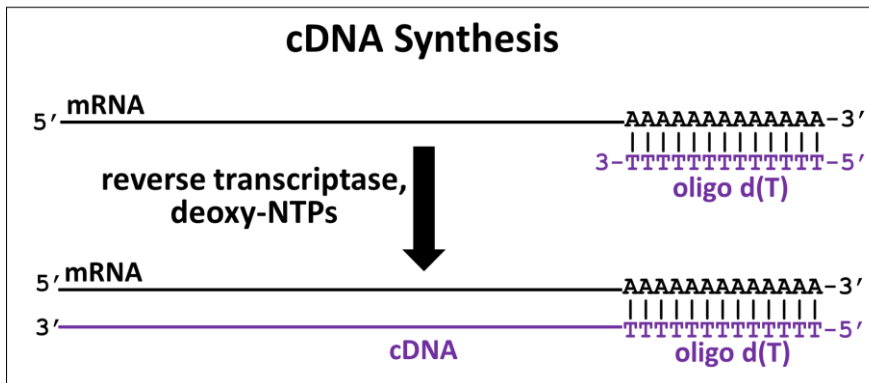 cDNA Synthesis
5′ mRNA AAAAAAAAAAAAA-3′
3-TTTTTTTTTTTTT-5′
oligo d(T)
reverse transcriptase,
deoxy-NTPs
5′ mRNA AAAAAAAAAAAAA-3′
3′ TTTTTTTTTTTTT-5′
cDNA oligo d(T)